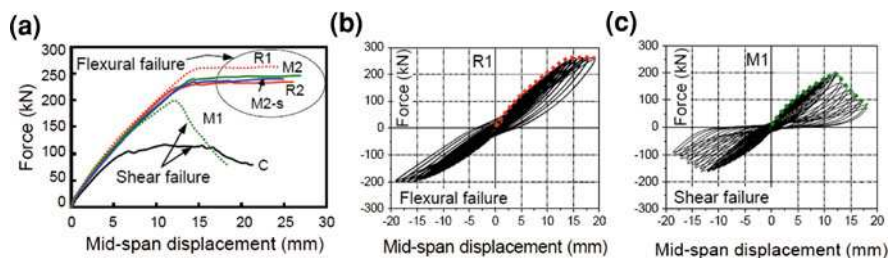 (a)
Force (kN)
300
250
200
150
100
50
0
0 5 10 15 20 25 30
Mid-span displacement (mm)
Flexural failure
R1
M2
R2
M2-s
M1
Shear failure
C
(b)
Force (kN)
300
200
100
0
-100
-200
-300
-20 -15 -10 -5 0 5 10 15 20
Mid-span displacement (mm)
R1
Flexural failure
(c)
Force (kN)
300
200
100
0
-100
-200
-300
-20 -15 -10 -5 0 5 10 15 20
Mid-span displacement (mm)
M1
Shear failure